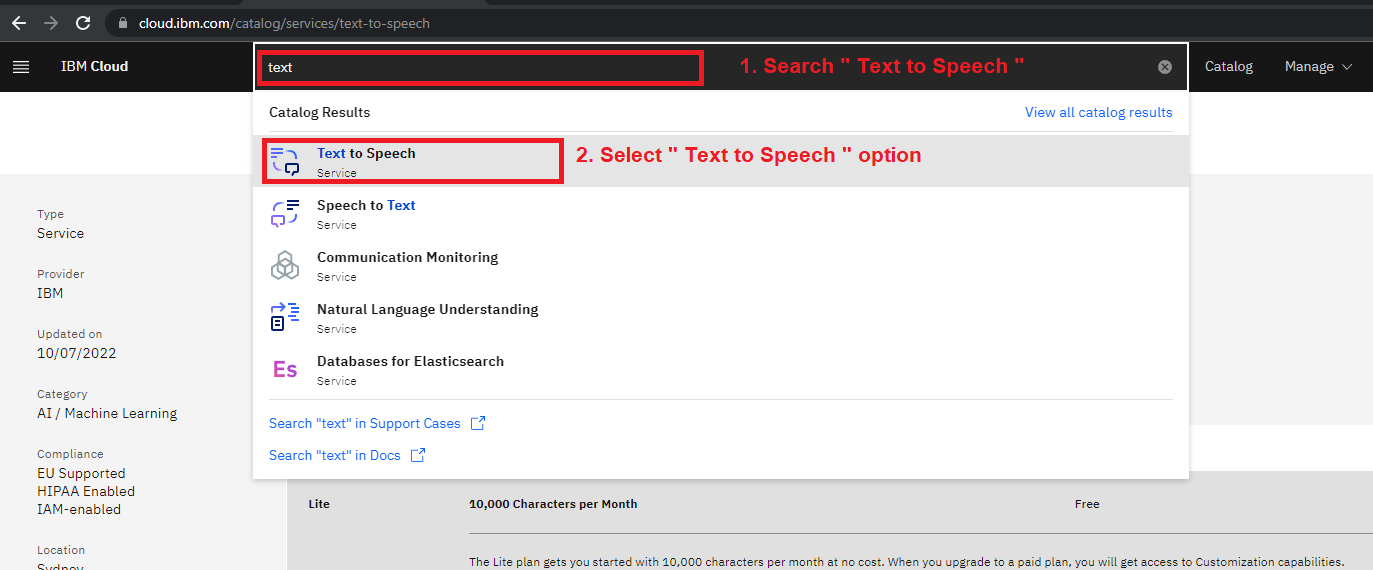 cloud.ibm.com/catalog/services/text-to-speech
IBM Cloud
text
1. Search " Text to Speech "
Catalog
Manage
Catalog Results
View all catalog results
Text to Speech
Service
2. Select " Text to Speech " option
Speech to Text
Service
Communication Monitoring
Service
Natural Language Understanding
Service
Es
Databases for Elasticsearch
Service
Search "text" in Support Cases
Search "text" in Docs
Type
Service
Provider
IBM
Updated on
10/07/2022
Category
AI / Machine Learning
Compliance
EU Supported
HIPAA Enabled
IAM-enabled
Location
Sydney
Lite
10,000 Characters per Month
Free
The Lite plan gets you started with 10,000 characters per month at no cost. When you upgrade to a paid plan, you will get access to Customization capabilities.